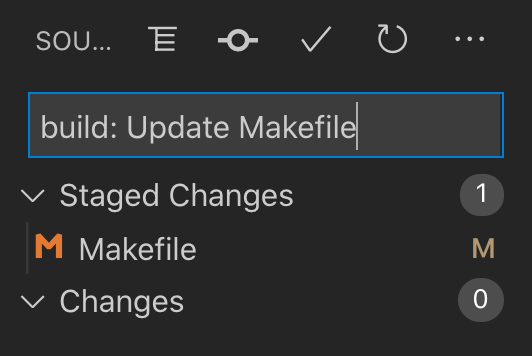 SOU...
build: Update Makefile
Staged Changes 1
M Makefile M
Changes 0